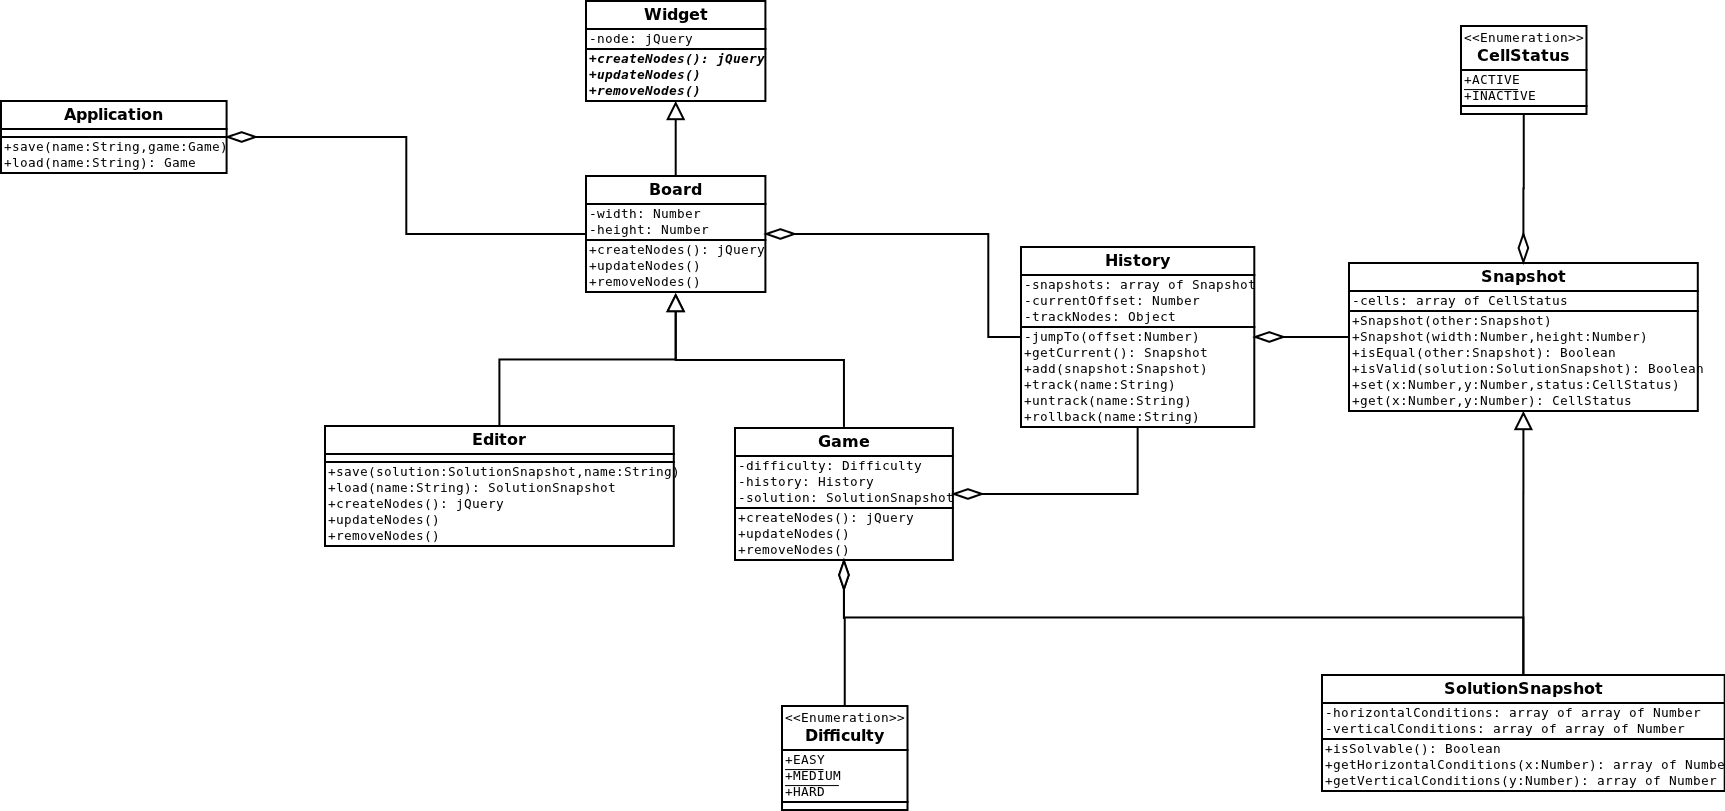 Widget
-node: jQuery
+createNodes(): jQuery
+updateNodes()
+removeNodes()
<<Enumeration>>
CellStatus
+ACTIVE
+INACTIVE
Application
+save(name:String,game:Game)
+load(name:String): Game
Board
-width: Number
-height: Number
+createNodes(): jQuery
+updateNodes()
+removeNodes()
History
-snapshots: array of Snapshot
-currentOffset: Number
-trackNodes: Object
-jumpTo(offset:Number)
+getCurrent(): Snapshot
+add(snapshot:Snapshot)
+track(name:String)
+untrack(name:String)
+rollback(name:String)
Snapshot
-cells: array of CellStatus
+Snapshot(other:Snapshot)
+Snapshot(width:Number,height:Number)
+isEqual(other:Snapshot): Boolean
+isValid(solution:SolutionSnapshot): Boolean
+set(x:Number,y:Number,status:CellStatus)
+get(x:Number,y:Number): CellStatus
Editor
+save(solution:SolutionSnapshot,name:String)
+load(name:String): SolutionSnapshot
+createNodes(): jQuery
+updateNodes()
+removeNodes()
Game
-difficulty: Difficulty
-history: History
-solution: SolutionSnapshot
+createNodes(): jQuery
+updateNodes()
+removeNodes()
<<Enumeration>>
Difficulty
+EASY
+MEDIUM
+HARD
SolutionSnapshot
-horizontalConditions: array of array of Number
-verticalConditions: array of array of Number
+isSolvable(): Boolean
+getHorizontalConditions(x:Number): array of Numbe
+getVerticalConditions(y:Number): array of Number